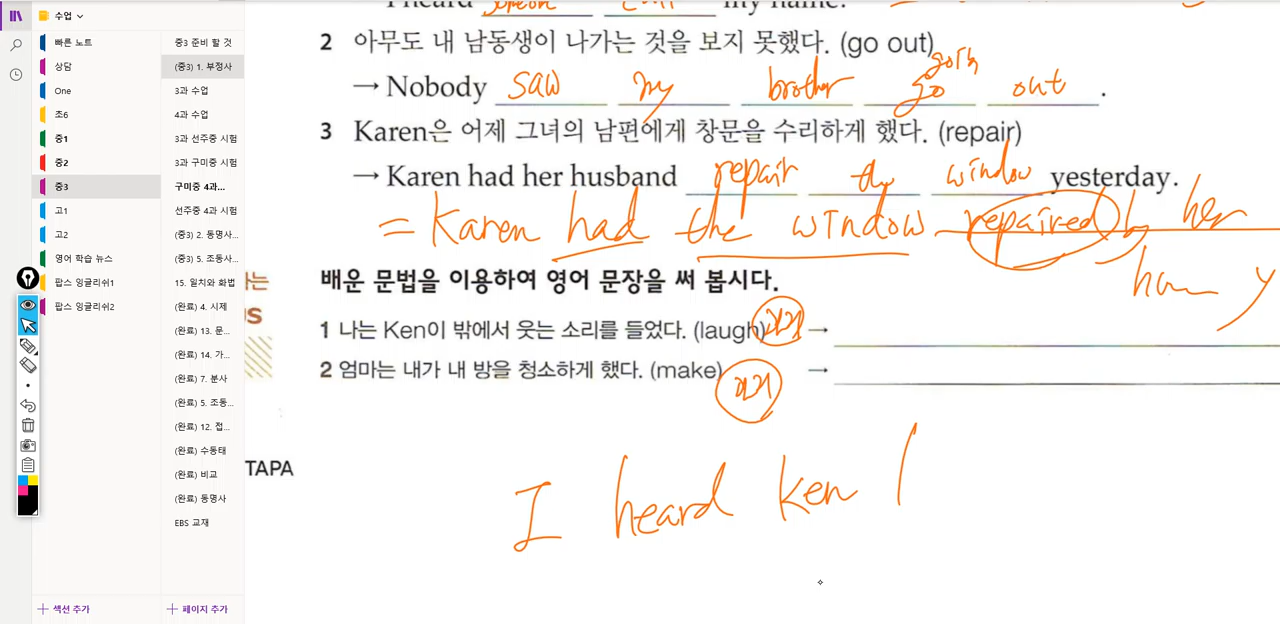 수업
빠른 노트
상담
One
초6
중1
중2
중3
고1
고2
영어 학습 뉴스
팝스 잉글리쉬1
팝스 잉글리쉬2
섹션 추가
중3 준비 할 것
(중3) 1. 부정사
3과 수업
4과 수업
3과 선주중 시험
3과 구미중 시험
구미중 4과...
선주중 4과 시험
(중3) 2. 동명사...
(중3) 5. 조동사...
15. 일치와 화법
(완료) 4. 시제
(완료) 13. 문...
(완료) 14. 가...
(완료) 7. 분사
(완료) 5. 조동...
(완료) 12. 접...
(완료) 수동태
(완료) 비교
(완료) 동명사
EBS 교재
페이지 추가
I heard someone call my name.
2 아무도 내 남동생이 나가는 것을 보지 못했다. (go out)
going
→ Nobody saw my brother go out.
3 Karen은 어제 그녀의 남편에게 창문을 수리하게 했다. (repair)
→ Karen had her husband repair the window yesterday.
= Karen had the window repaired by her
배운 문법을 이용하여 영어 문장을 써 봅시다.
1 나는 Ken이 밖에서 웃는 소리를 들었다. (laugh) 과거 →
2 엄마는 내가 내 방을 청소하게 했다. (make) 과거 →
TAPA
I heard ken l